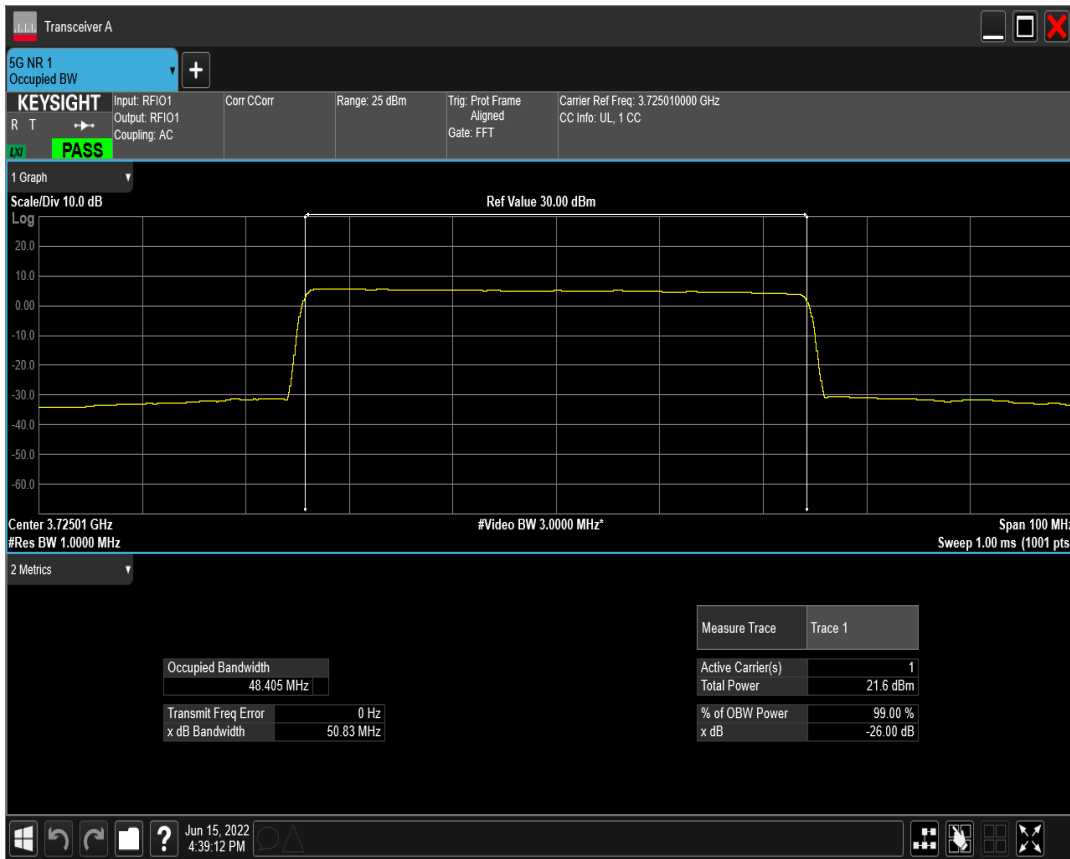 Transceiver A
5G NR 1
Occupied BW
+
KEYSIGHT
R T
LXI
PASS
Input: RFIO1
Output: RFIO1
Coupling: AC
Corr CCorr
Range: 25 dBm
Trig: Prot Frame
Aligned
Gate: FFT
Carrier Ref Freq: 3.725010000 GHz
CC Info: UL, 1 CC
1 Graph
Scale/Div 10.0 dB
Ref Value 30.00 dBm
Log
20.0
10.0
0.00
-10.0
-20.0
-30.0
-40.0
-50.0
-60.0
Center 3.72501 GHz
#Video BW 3.0000 MHz*
Span 100 MHz
#Res BW 1.0000 MHz
Sweep 1.00 ms (1001 pts
2 Metrics
Measure Trace Trace 1
Occupied Bandwidth
48.405 MHz
Active Carrier(s) 1
Total Power 21.6 dBm
Transmit Freq Error 0 Hz
x dB Bandwidth 50.83 MHz
% of OBW Power 99.00 %
x dB -26.00 dB
?
Jun 15, 2022
4:39:12 PM